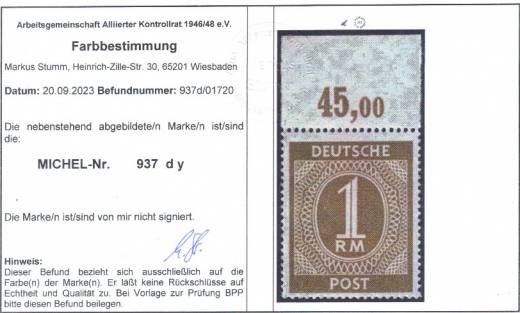 Arbeitsgemeinschaft Alliierter Kontrollrat 1946/48 e.V.
Farbbestimmung
Markus Stumm, Heinrich-Zille-Str. 30, 65201 Wiesbaden
Datum: 20.09.2023 Befundnummer: 937d/01720
Die nebenstehend abgebildete/n Marke/n ist/sind
die:
MICHEL-Nr. 937 d y
Die Marke/n ist/sind von mir nicht signiert.
Hinweis:
Dieser Befund bezieht sich ausschließlich auf die
Farbe(n) der Marke(n). Er läßt keine Rückschlüsse auf
Echtheit und Qualität zu. Bei Vorlage zur Prüfung BPP
bitte diesen Befund beilegen.
45,00
DEUTSCHE
1
RM
POST